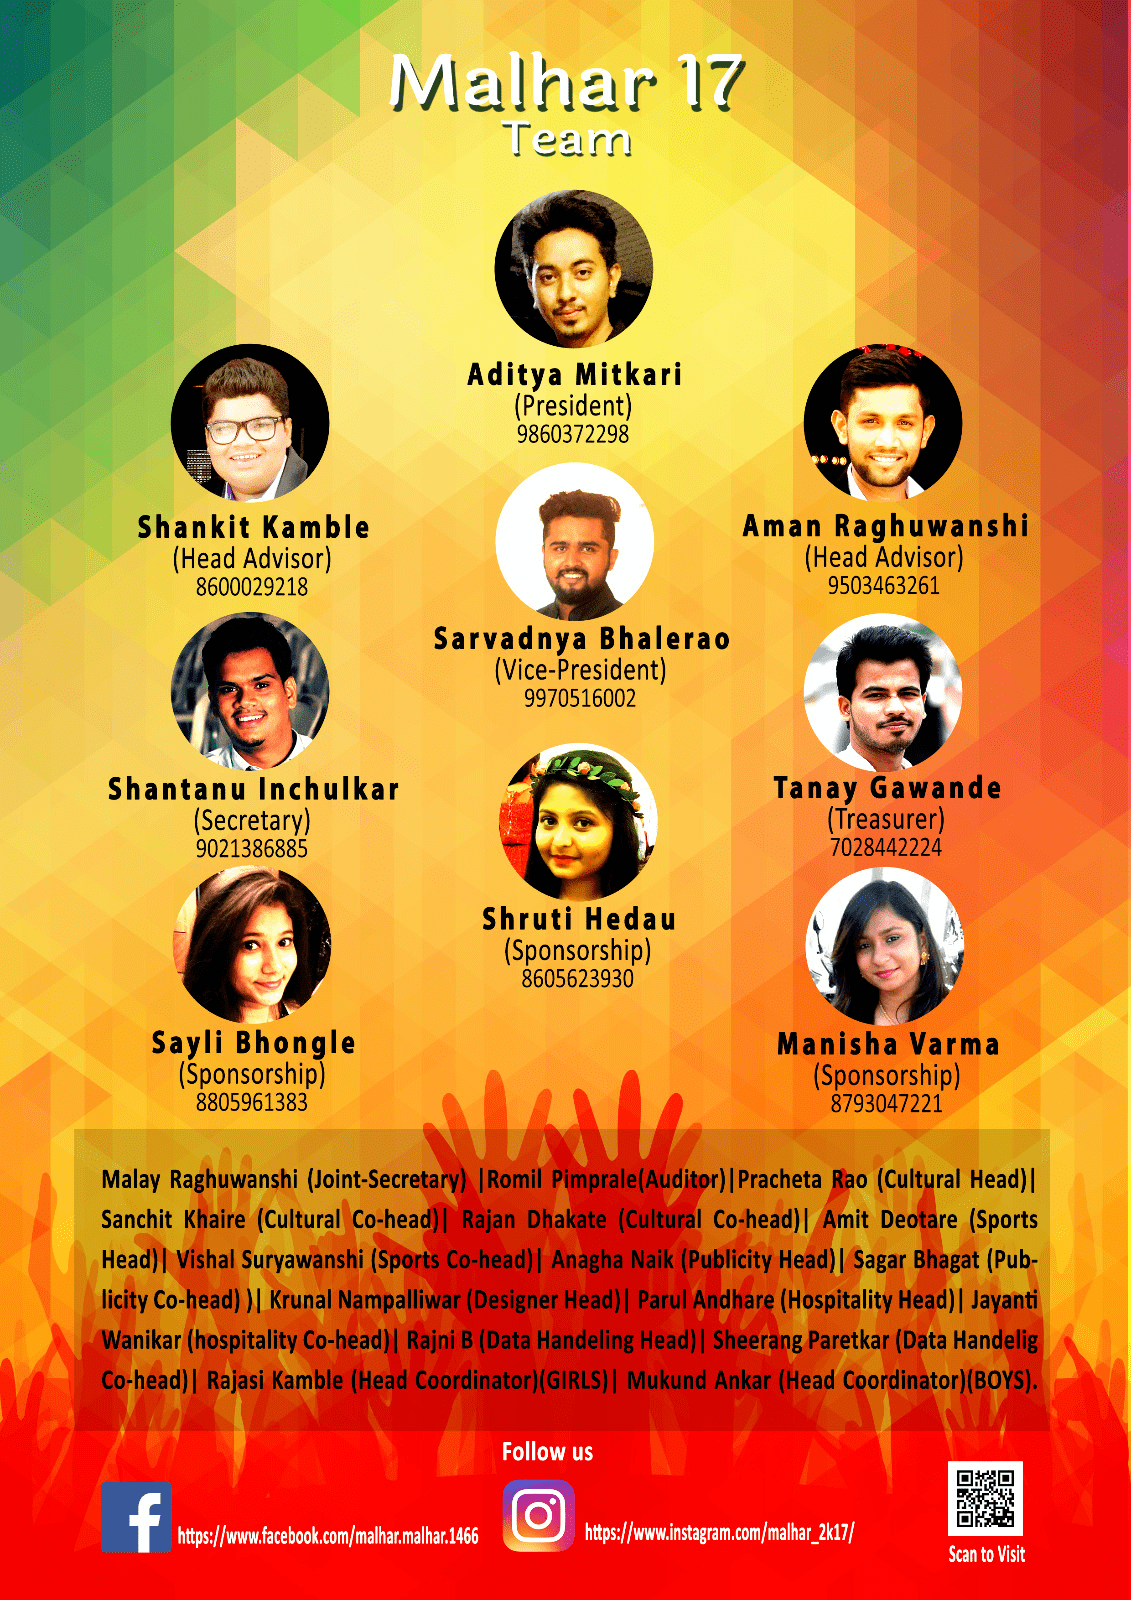 Malhar 17
Team
Aditya Mitkari
(President)
9860372298
Shankit Kamble
(Head Advisor)
8600029218
Aman Raghuwanshi
(Head Advisor)
9503463261
Sarvadnya Bhalerao
(Vice-President)
9970516002
Shantanu Inchulkar
(Secretary)
9021386885
Tanay Gawande
(Treasurer)
7028442224
Shruti Hedau
(Sponsorship)
8605623930
Sayli Bhongle
(Sponsorship)
8805961383
Manisha Varma
(Sponsorship)
8793047221
Malay Raghuwanshi (Joint-Secretary) |Romil Pimprale(Auditor)|Pracheta Rao (Cultural Head)|
Sanchit Khaire (Cultural Co-head)| Rajan Dhakate (Cultural Co-head)| Amit Deotare (Sports
Head)| Vishal Suryawanshi (Sports Co-head)| Anagha Naik (Publicity Head)| Sagar Bhagat (Pub-
licity Co-head) )| Krunal Nampalliwar (Designer Head)| Parul Andhare (Hospitality Head)| Jayanti
Wanikar (hospitality Co-head)| Rajni B (Data Handeling Head)| Sheerang Paretkar (Data Handelig
Co-head)| Rajasi Kamble (Head Coordinator)(GIRLS)| Mukund Ankar (Head Coordinator)(BOYS).
Follow us
https://www.facebook.com/malhar.malhar.1466
https://www.instagram.com/malhar_2k17/
Scan to Visit